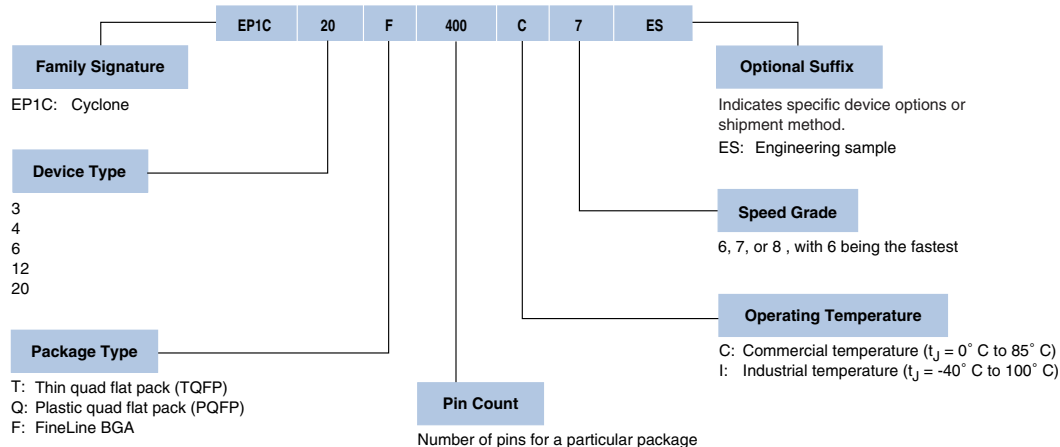 EP1C 20 F 400 C 7 ES
Family Signature
EP1C: Cyclone
Device Type
3
4
6
12
20
Package Type
T: Thin quad flat pack (TQFP)
Q: Plastic quad flat pack (PQFP)
F: FineLine BGA
Pin Count
Number of pins for a particular package
Optional Suffix
Indicates specific device options or
shipment method.
ES: Engineering sample
Speed Grade
6, 7, or 8 , with 6 being the fastest
Operating Temperature
C: Commercial temperature (tJ = 0° C to 85° C)
I: Industrial temperature (tJ = -40° C to 100° C)